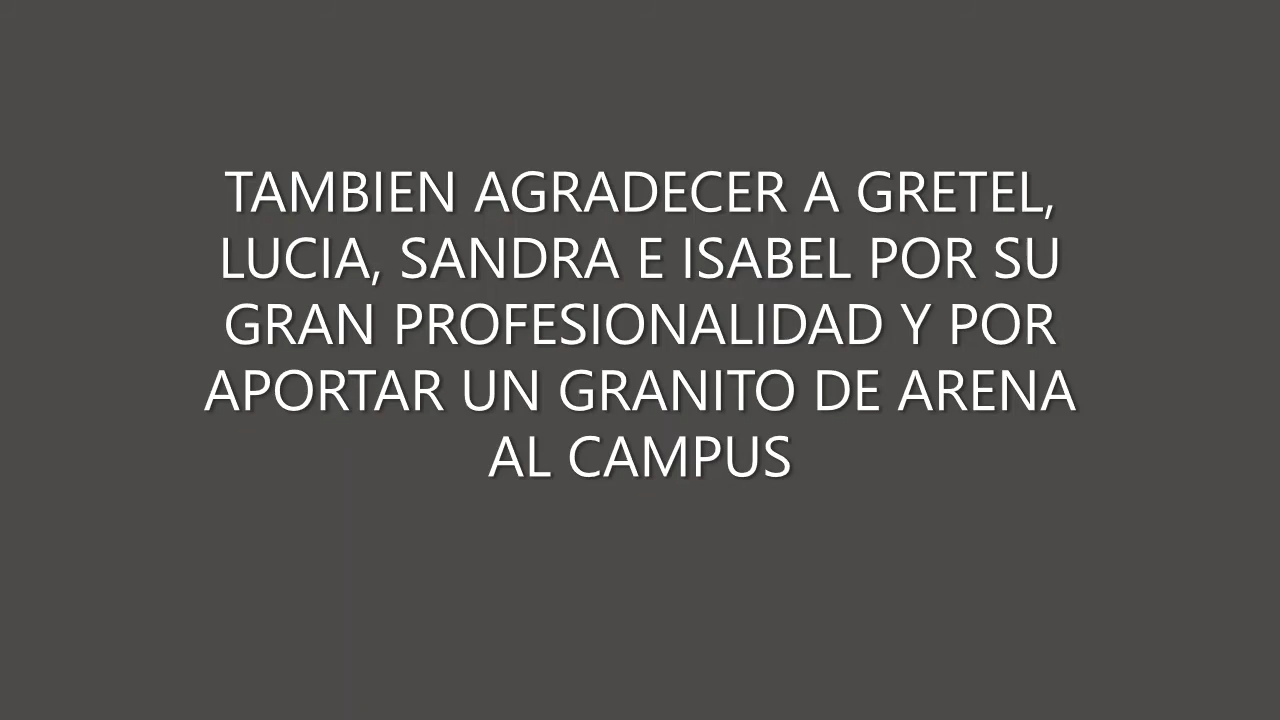 TAMBIEN AGRADECER A GRETEL,
LUCIA, SANDRA E ISABEL POR SU
GRAN PROFESIONALIDAD Y POR
APORTAR UN GRANITO DE ARENA
AL CAMPUS